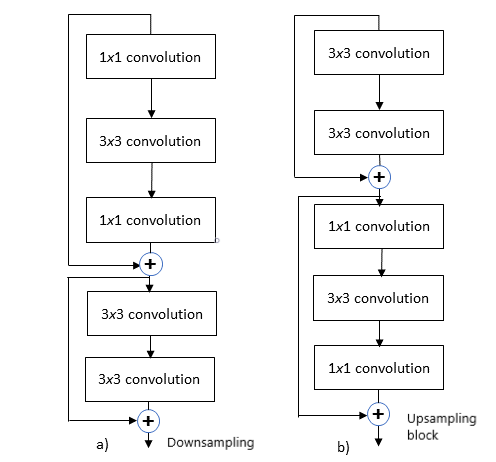 1x1 convolution
3x3 convolution
1x1 convolution
+
3x3 convolution
3x3 convolution
+
a)
Downsampling
3x3 convolution
3x3 convolution
+
1x1 convolution
3x3 convolution
1x1 convolution
+
b)
Upsampling
block